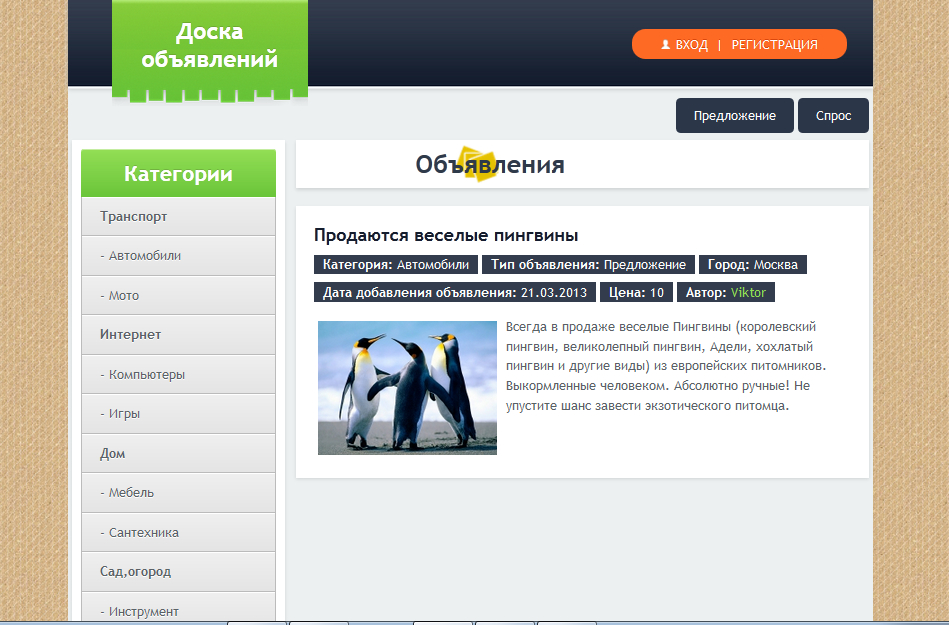 Доска
объявлений
ВХОД | РЕГИСТРАЦИЯ
Предложение Спрос
Категории
Транспорт
- Автомобили
- Мото
Интернет
- Компьютеры
- Игры
Дом
- Мебель
- Сантехника
Сад,огород
- Инструмент
Объявления
Продаются веселые пингвины
Категория: Автомобили Тип объявления: Предложение Город: Москва
Дата добавления объявления: 21.03.2013 Цена: 10 Автор: Viktor
Всегда в продаже веселые Пингвины (королевский
пингвин, великолепный пингвин, Адели, хохлатый
пингвин и другие виды) из европейских питомников.
Выкормленные человеком. Абсолютно ручные! Не
упустите шанс завести экзотического питомца.